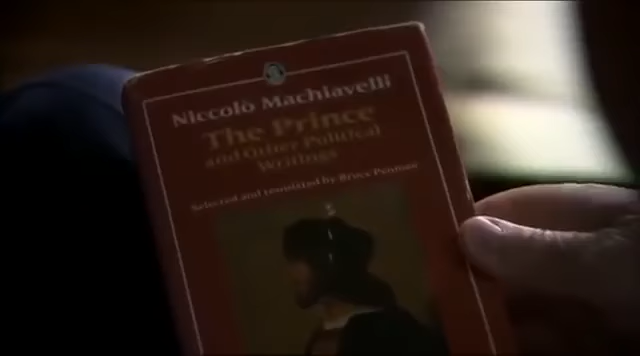 Niccolò Machiavelli
The Prince
and Other Political
Writings
Selected and translated by Bruce Penman